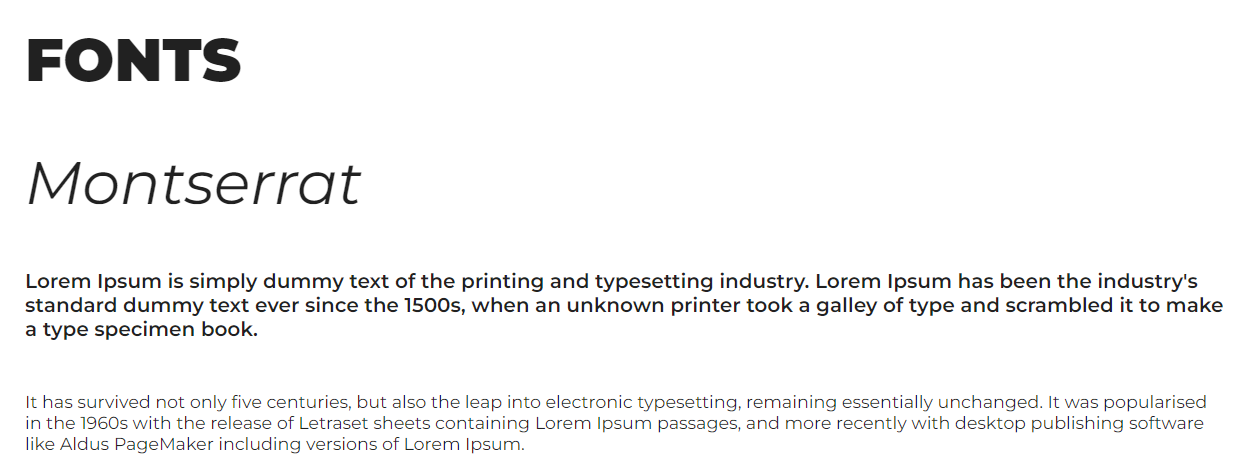 FONTS
Montserrat
Lorem Ipsum is simply dummy text of the printing and typesetting industry. Lorem Ipsum has been the industry's
standard dummy text ever since the 1500s, when an unknown printer took a galley of type and scrambled it to make
a type specimen book.
It has survived not only five centuries, but also the leap into electronic typesetting, remaining essentially unchanged. It was popularised
in the 1960s with the release of Letraset sheets containing Lorem Ipsum passages, and more recently with desktop publishing software
like Aldus PageMaker including versions of Lorem Ipsum.